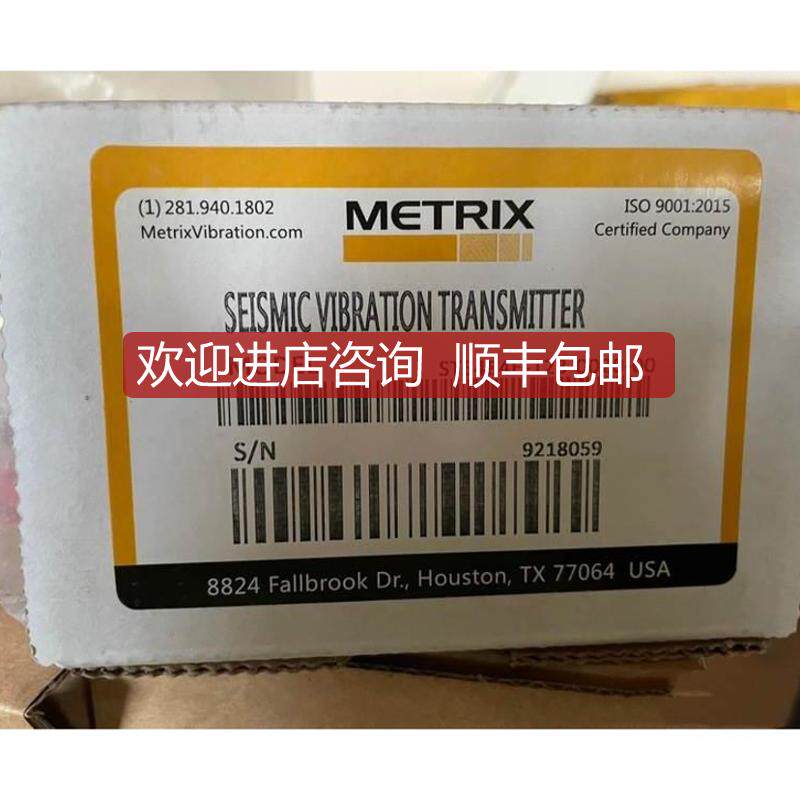 (1) 281.940.1802
MetrixVibration.com
METRIX
ISO 9001:2015
Certified Company
SEISMIC VIBRATION TRANSMITTER
欢迎进店咨询 顺丰包邮
S/N 9218059
8824 Fallbrook Dr., Houston, TX 77064 USA